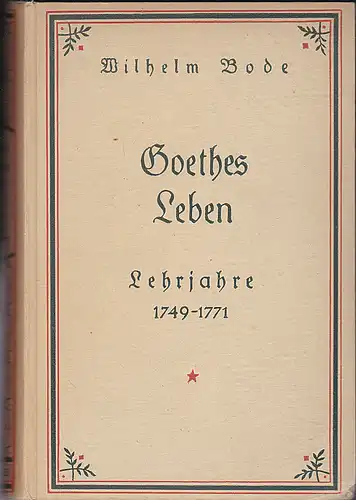 Wilhelm Bode
Goethes
Leben
Lehrjahre
1749-1771